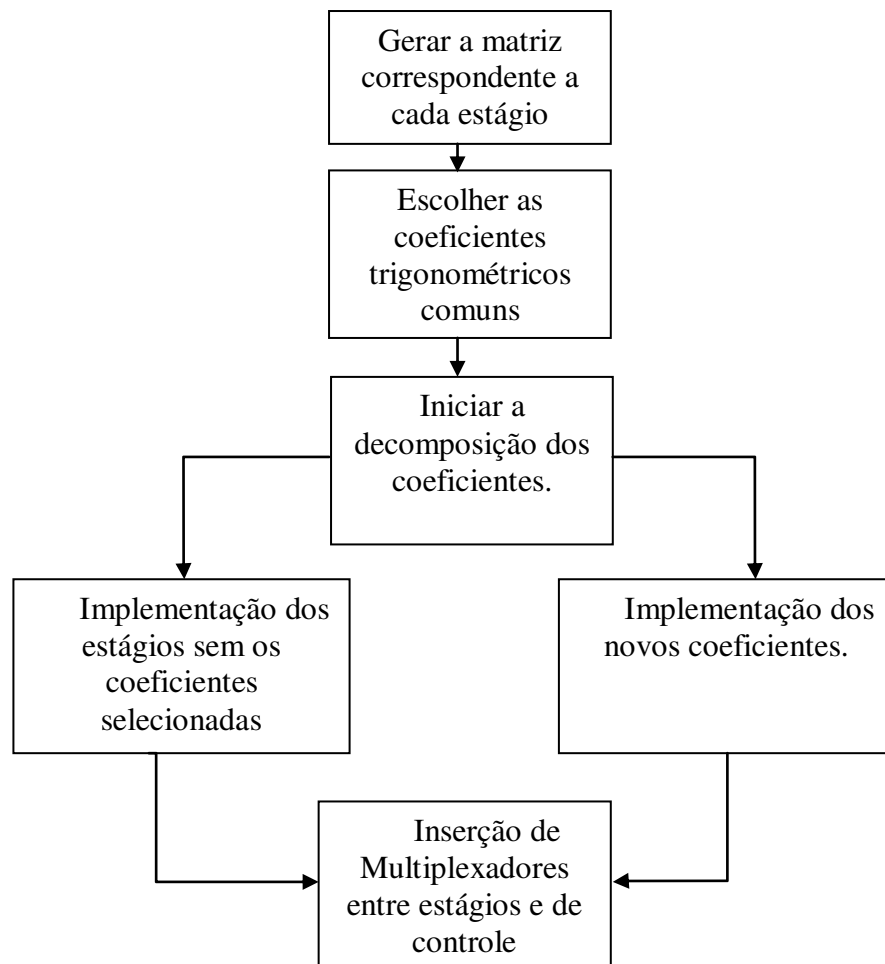 Gerar a matriz
correspondente a
cada estágio
Escolher as
coeficientes
trigonométricos
comuns
Iniciar a
decomposição dos
coeficientes.
Implementação dos
estágios sem os
coeficientes
selecionadas
Implementação dos
novos coeficientes.
Inserção de
Multiplexadores
entre estágios e de
controle